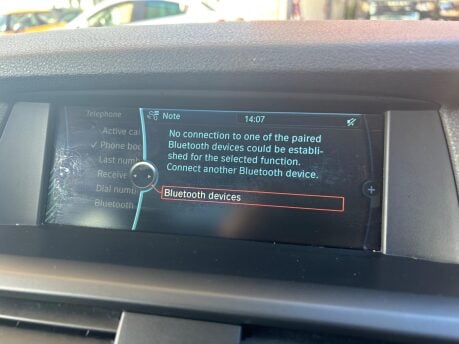 Telephone
Note
14:07
Active cal
Phone boo
Last numb
Receive
Dial numb
Bluetooth
No connection to one of the paired
Bluetooth devices could be establi-
shed for the selected function.
Connect another Bluetooth device.
Bluetooth devices